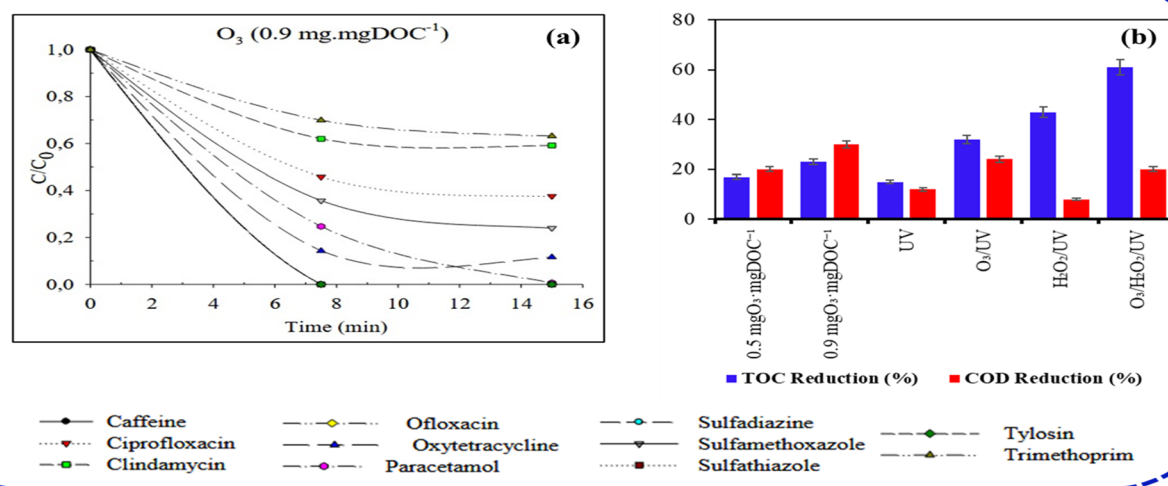 O₃ (0.9 mg.mgDOC⁻¹)
(a)
C/C₀
1,0
0,8
0,6
0,4
0,2
0,0
0 2 4 6 8 10 12 14 16
Time (min)
(b)
80
60
40
20
0
0.5 mgO₃·mgDOC⁻¹
0.9 mgO₃·mgDOC⁻¹
UV
O₃/UV
H₂O₂/UV
O₃/H₂O₂/UV
TOC Reduction (%) COD Reduction (%)
Caffeine
Ciprofloxacin
Clindamycin
Ofloxacin
Oxytetracycline
Paracetamol
Sulfadiazine
Sulfamethoxazole
Sulfathiazole
Tylosin
Trimethoprim